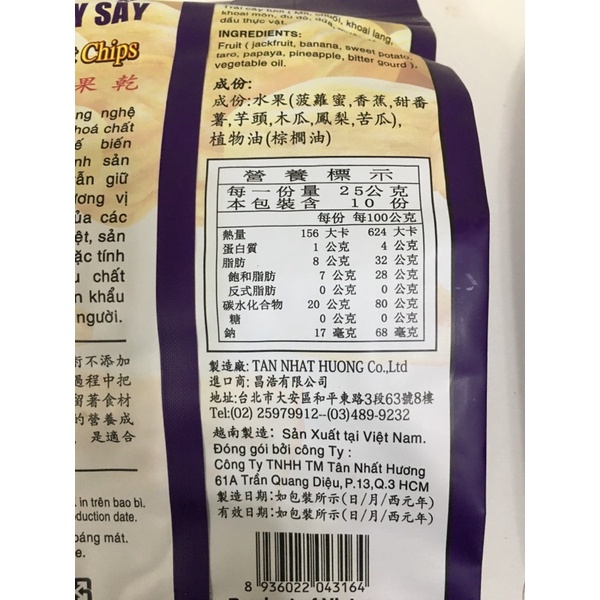 Y SẤY
Chips
果 乾
ng nghệ
hoá chất
ế biến
nh sản
ẫn giữ
ương vị
ủa các
ệt, sản
ặc tính
u chất
n khẩu
người.
術不添加
過程中把
留著食材
的營養成
是適合
in trên bao bì.
duction date.
báng mát.
e.
khoai môn, đu đủ, dứa,
dầu thực vật.
INGREDIENTS:
Fruit ( jackfruit, banana, sweet potato,
taro, papaya, pineapple, bitter gourd ),
vegetable oil.
成份:
成份:水果(菠蘿蜜,香蕉,甜番
薯,芋頭,木瓜,鳳梨,苦瓜),
植物油(棕櫚油)
營 養 標 示
每一份量 25公克
本包裝含 10 份
每份 每100公克
熱量 156 大卡 624 大卡
蛋白質 1 公克 4 公克
脂肪 8 公克 32 公克
飽和脂肪 7 公克 28 公克
反式脂肪 0 公克 0 公克
碳水化合物 20 公克 80 公克
糖 0 公克 0 公克
鈉 17 毫克 68 毫克
製造廠: TAN NHAT HUONG Co.,Ltd
進口商: 昌浩有限公司
地址:台北市大安區和平東路3段63號8樓
Tel:(02) 25979912--(03)489-9232
越南製造: Sản Xuất tại Việt Nam.
Đóng gói bởi công Ty :
Công Ty TNHH TM Tân Nhất Hương
61A Trần Quang Diệu,P.13,Q.3 HCM
製造日期:如包裝所示(日/月/西元年)
有效日期:如包裝所示(日/月/西元年)
8 936022 043164